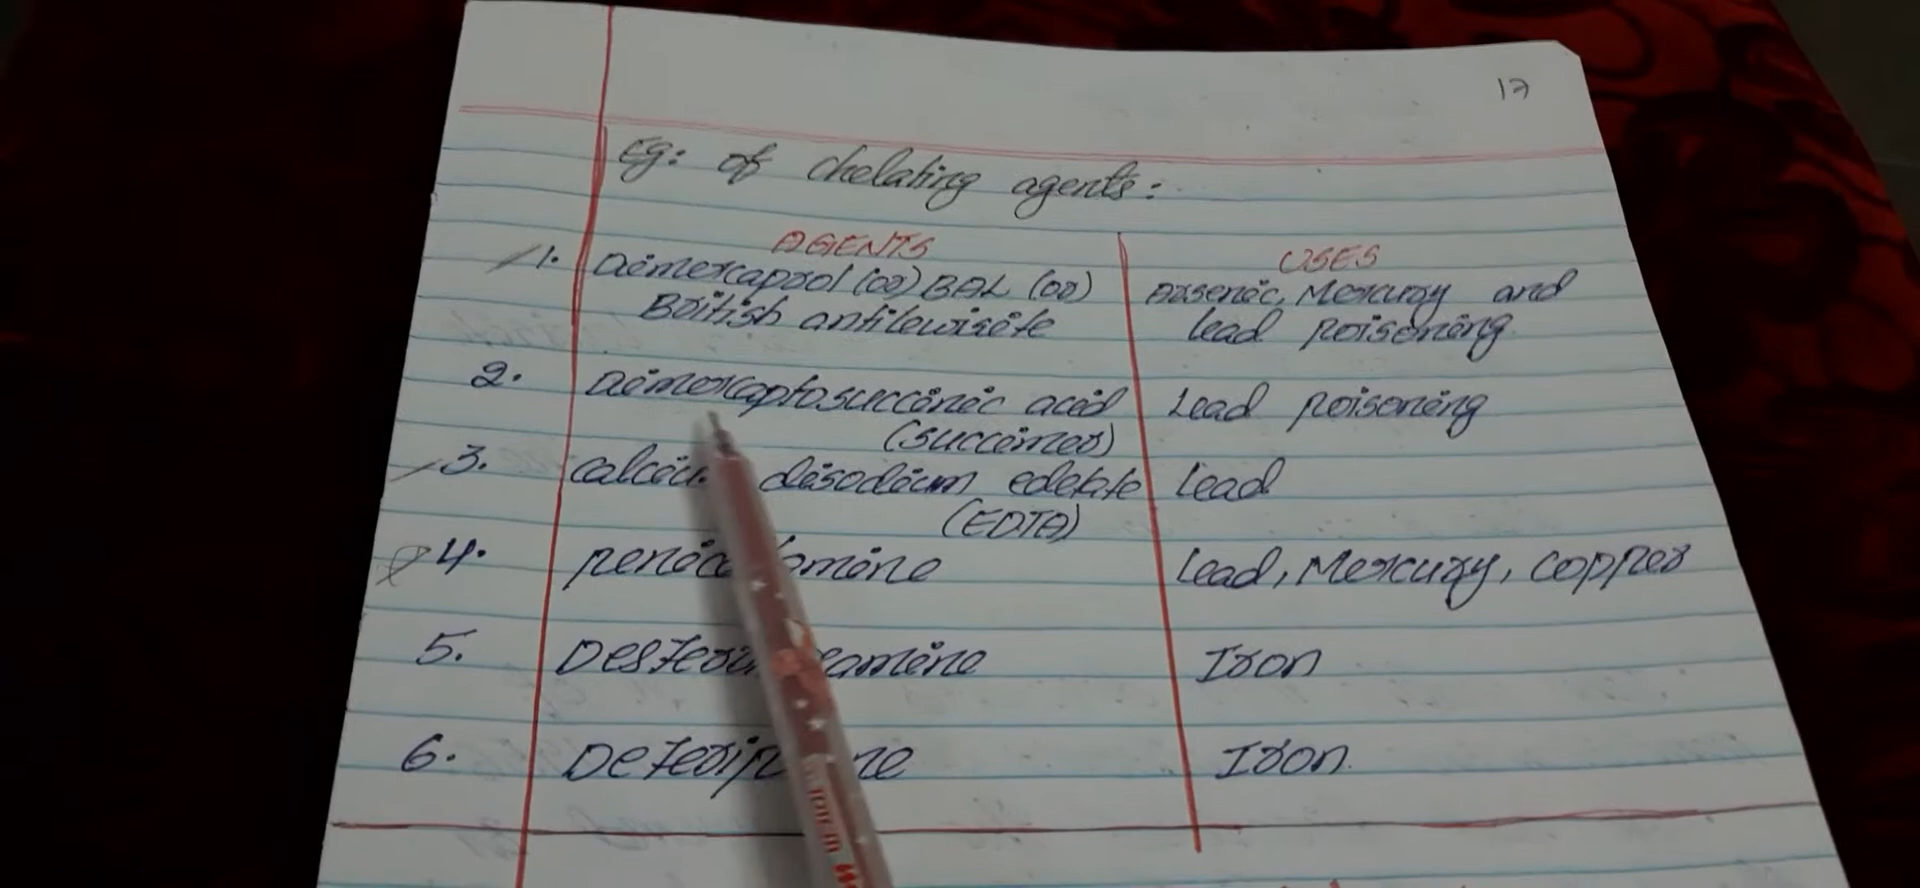 17
Eg: of chelating agents:
AGENTS USES
1. Dimercaprol (or) BAL (or) Arsenic, Mercury and
British antilewisite lead poisoning
2. Dimercaptosuccinic acid Lead poisoning
(succimer)
3. disodium edetate Lead
(EDTA)
4. Lead, Mercury, Copper
5. Iron
6. Iron.